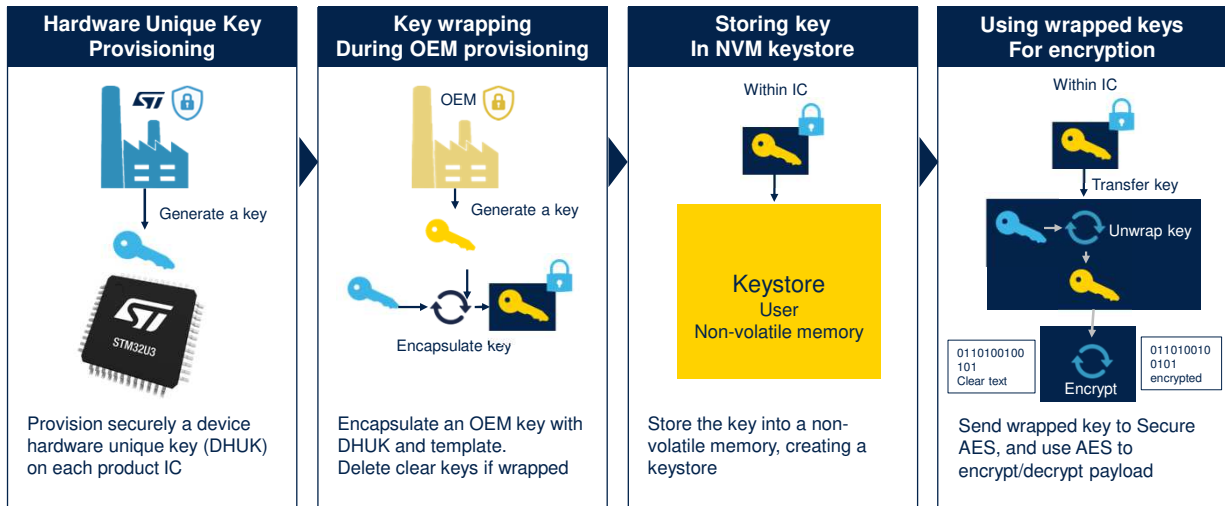 Hardware Unique Key
Provisioning
ST
Generate a key
ST
STM32U3
Provision securely a device
hardware unique key (DHUK)
on each product IC
Key wrapping
During OEM provisioning
OEM
Generate a key
Encapsulate key
Encapsulate an OEM key with
DHUK and template.
Delete clear keys if wrapped
Storing key
In NVM keystore
Within IC
Keystore
User
Non-volatile memory
Store the key into a non-
volatile memory, creating a
keystore
Using wrapped keys
For encryption
Within IC
Transfer key
Unwrap key
0110100100
101
Clear text
Encrypt
011010010
0101
encrypted
Send wrapped key to Secure
AES, and use AES to
encrypt/decrypt payload